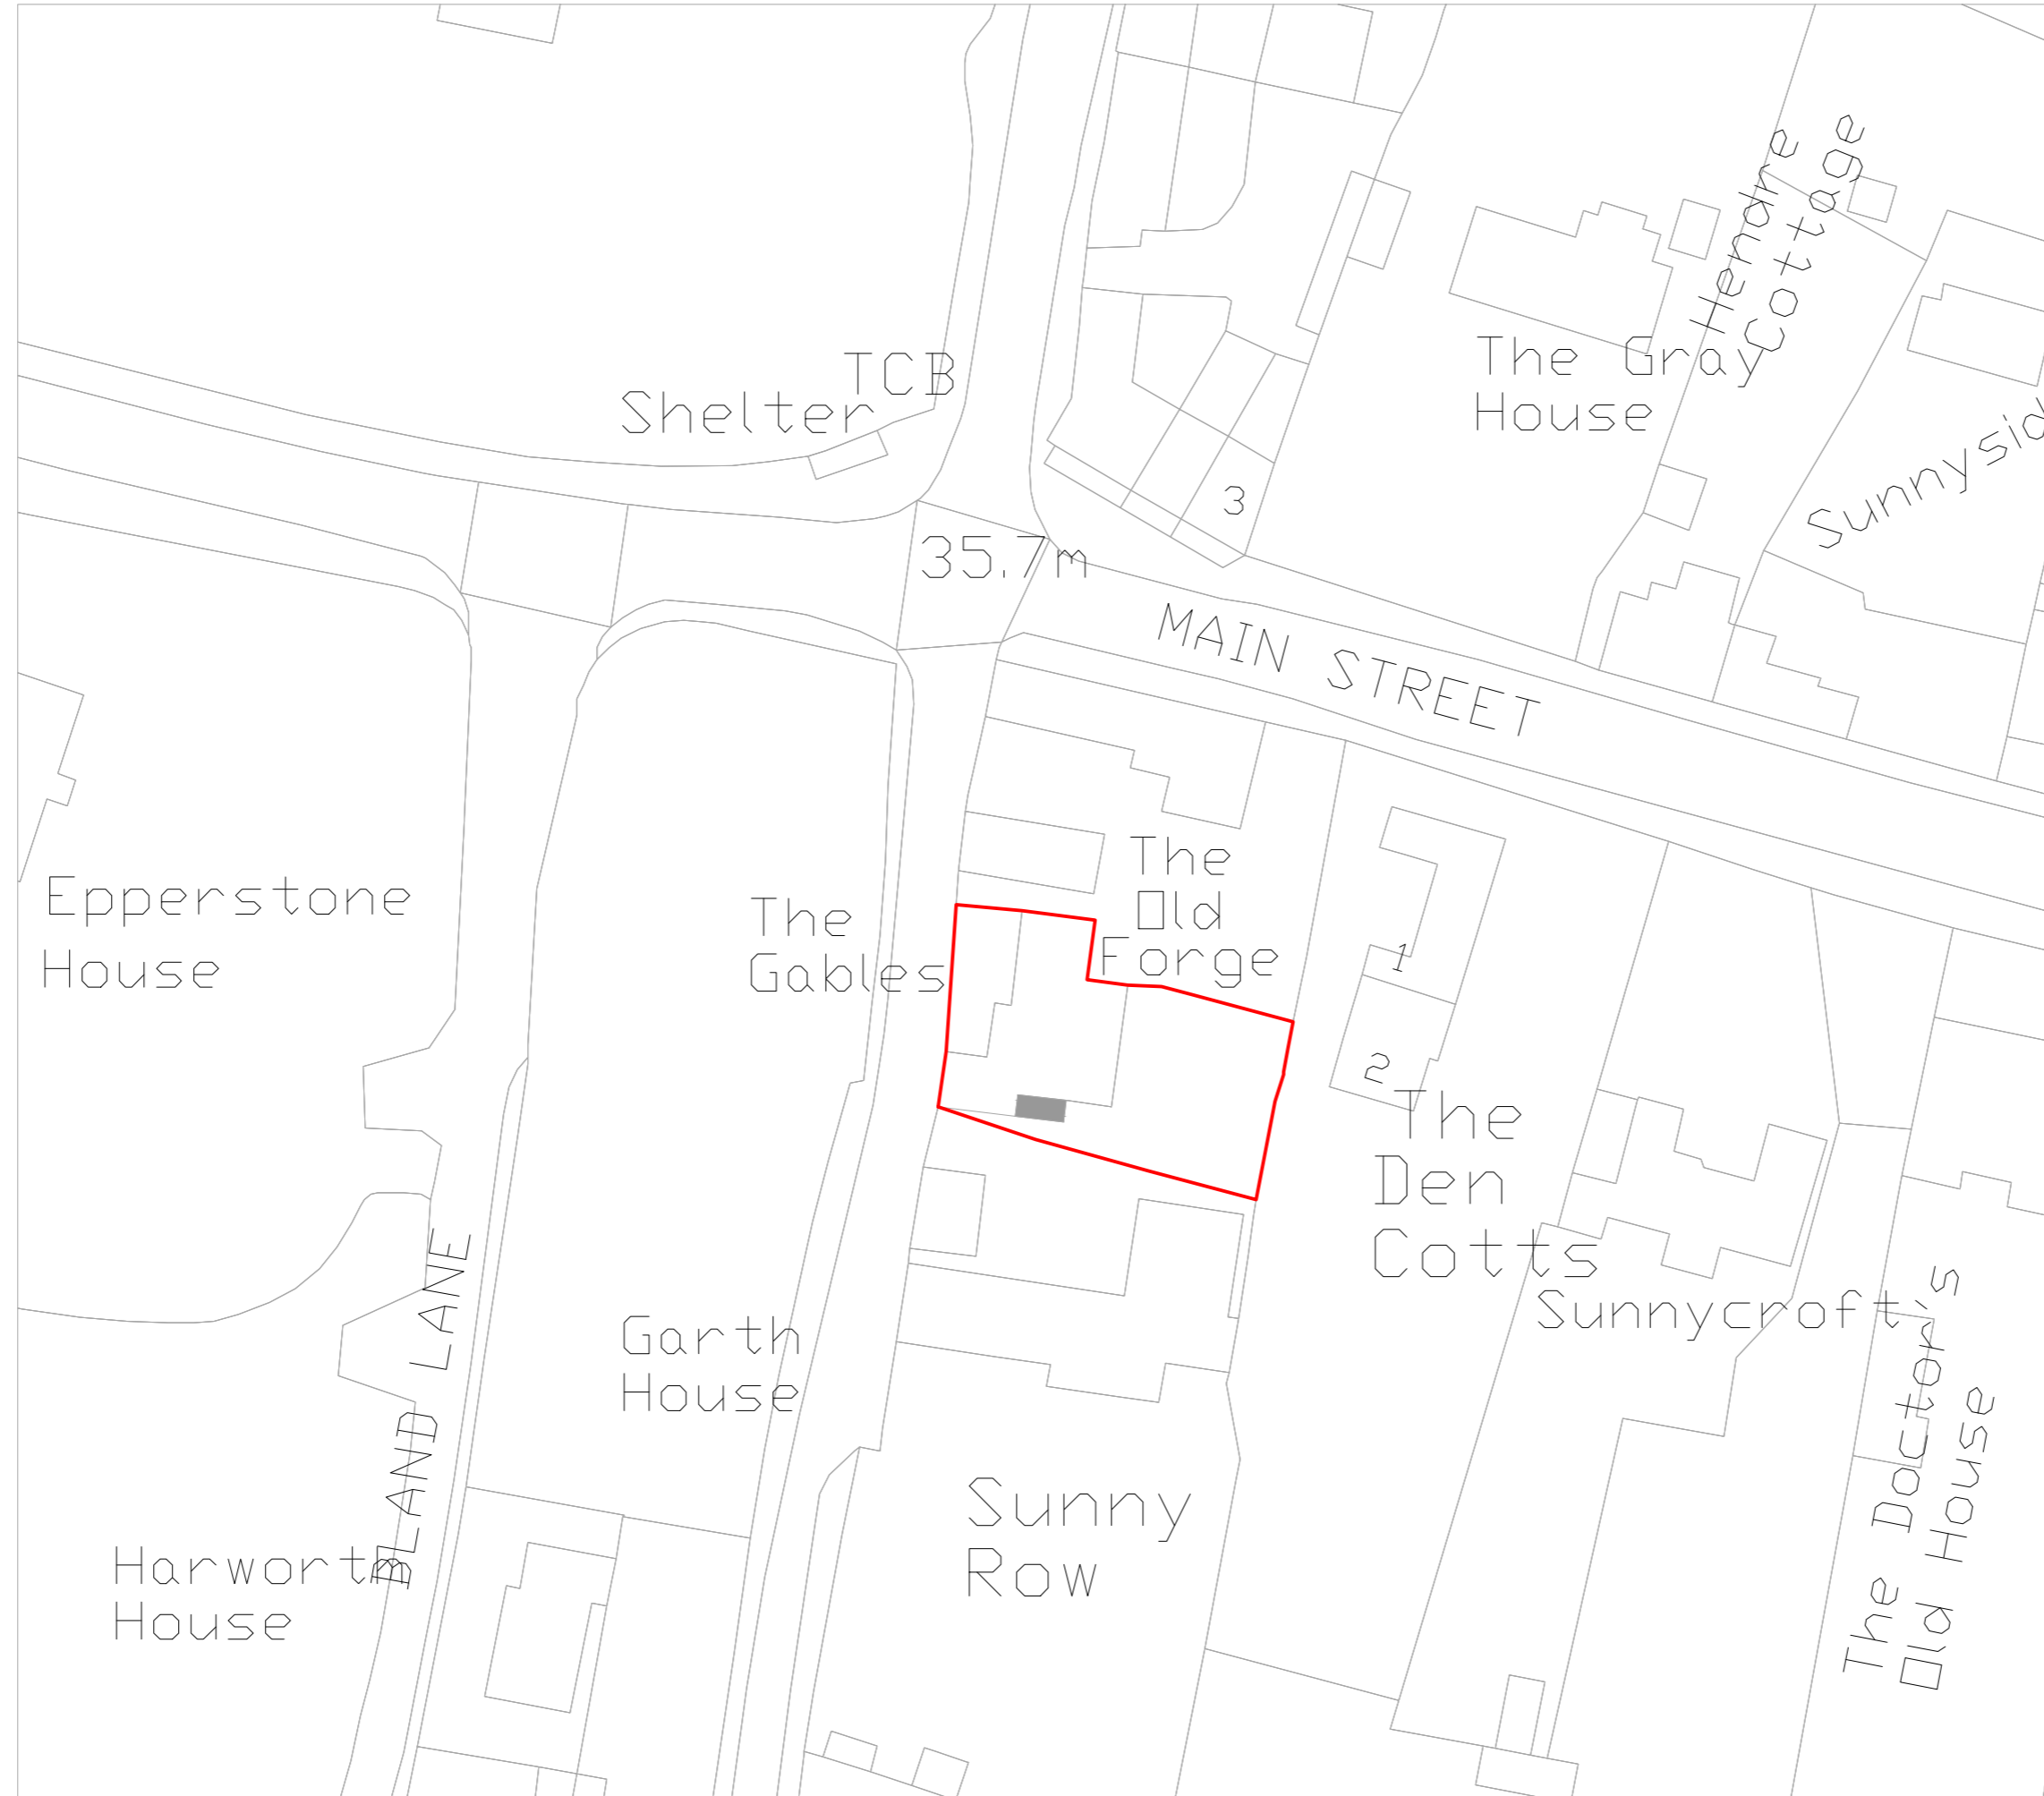 TCB
Shelter
35.7m
3
The Gray
House
Cottage
Sunnysid
MAIN STREET
Epperstone
House
The
Gables
The
Old
Forge
1
2
The
Den
Cotts
Sunnycroft
The Doctor's
Old House
BLAND LANE
Garth
House
Sunny
Row
Harworth
House